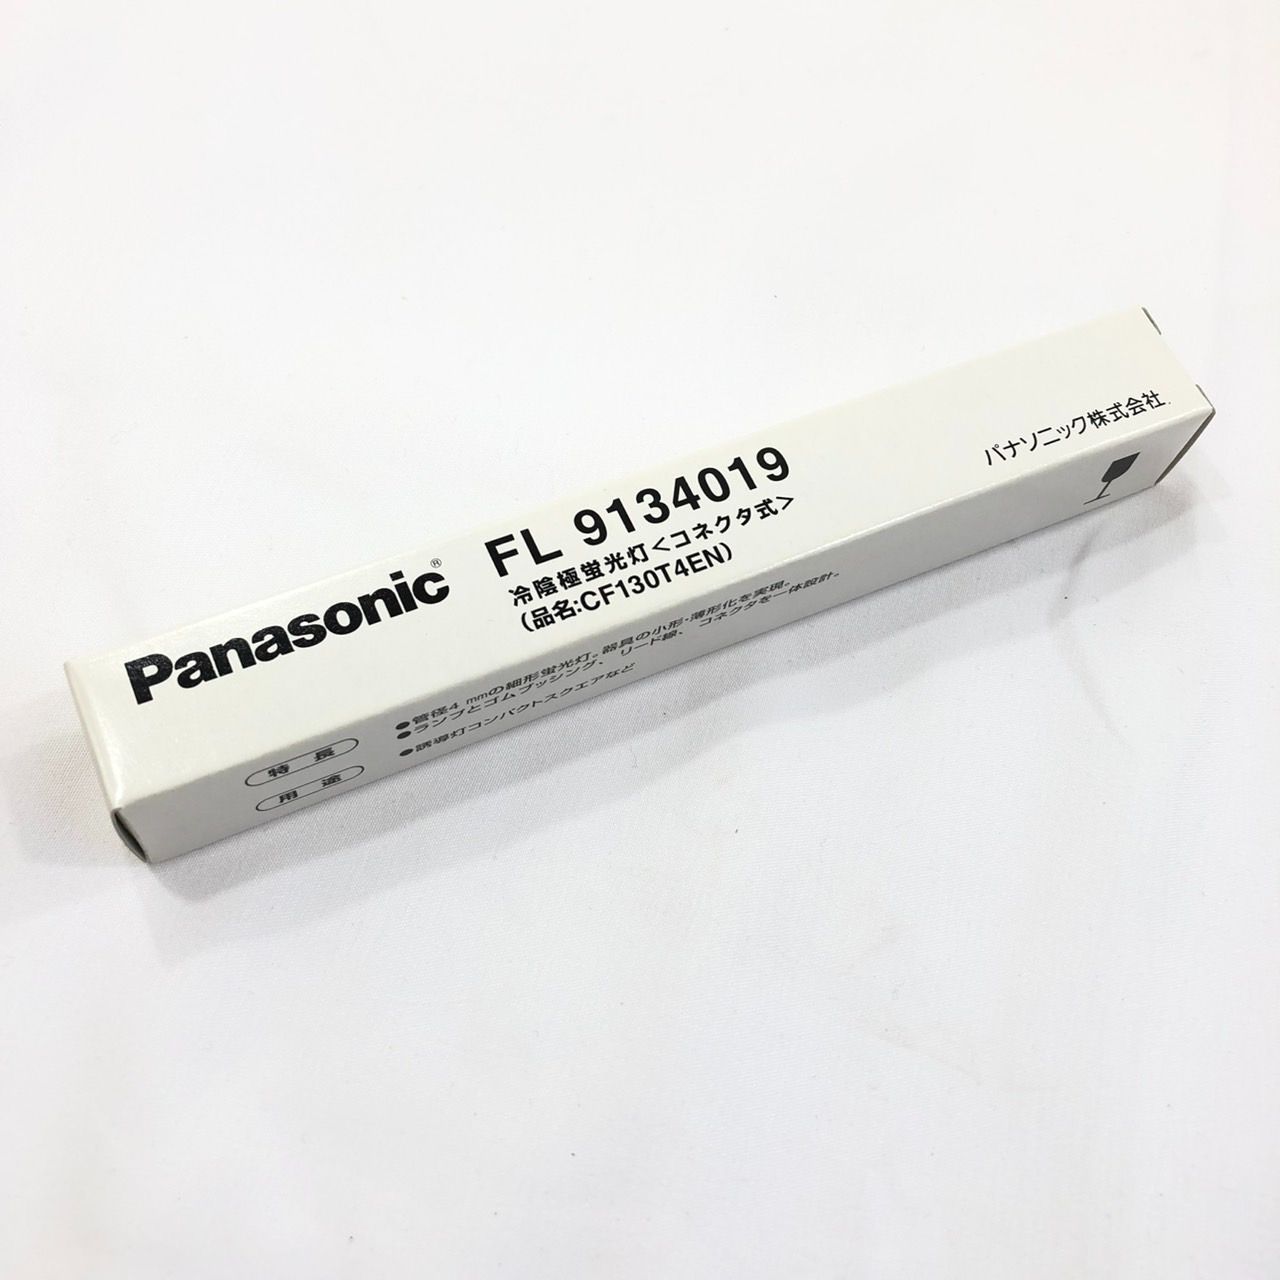 Panasonic®
FL 9134019
冷陰極蛍光灯<コネクタ式>
(品名:CF130T4EN)
パナソニック株式会社
特 長
●管径4 mmの細形蛍光灯。器具の小形・薄形化を実現。
●ランプとゴムブッシング、リード線、コネクタを一体設計。
用 途
●誘導灯コンパクトスクエアなど